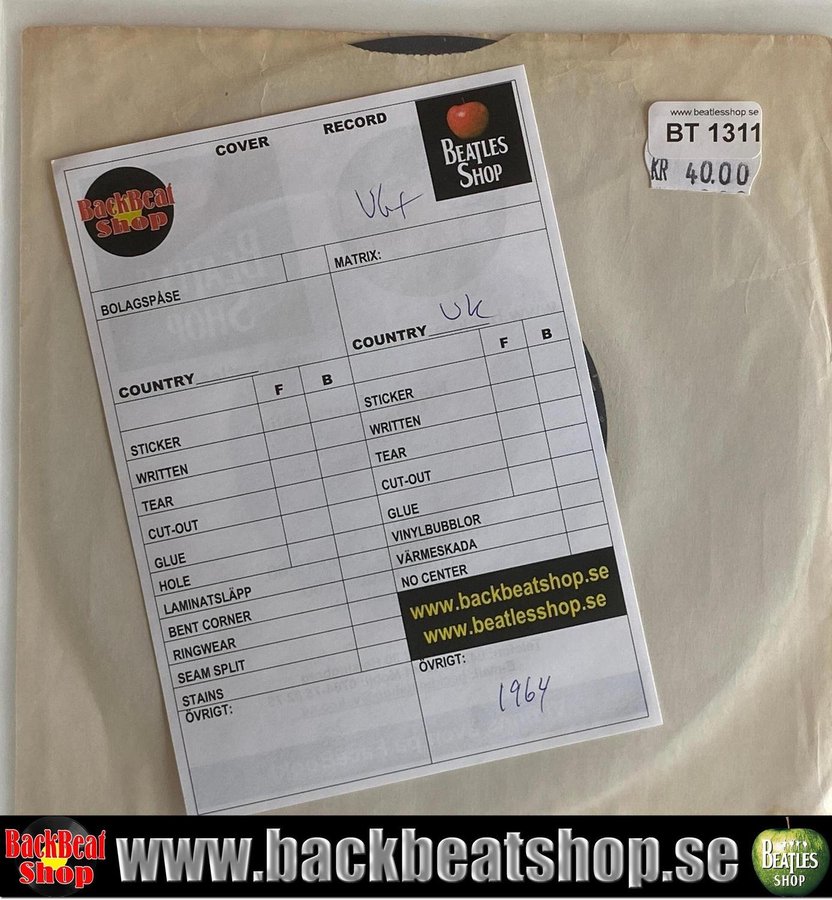 www.beatlesshop.se
BT 1311
KR 40.00
COVER
RECORD
BackBeat
Shop
BEATLES
SHOP
VG+
BOLAGSPÅSE
MATRIX:
COUNTRY
COUNTRY UK
F B
F B
STICKER
WRITTEN
TEAR
CUT-OUT
GLUE
HOLE
LAMINATSLÄPP
BENT CORNER
RINGWEAR
SEAM SPLIT
STAINS
ÖVRIGT:
STICKER
WRITTEN
TEAR
CUT-OUT
GLUE
VINYLBUBBLOR
VÄRMESKADA
NO CENTER
www.backbeatshop.se
www.beatlesshop.se
ÖVRIGT:
1964
BackBeat
Shop
www.backbeatshop.se
BEATLES
SHOP